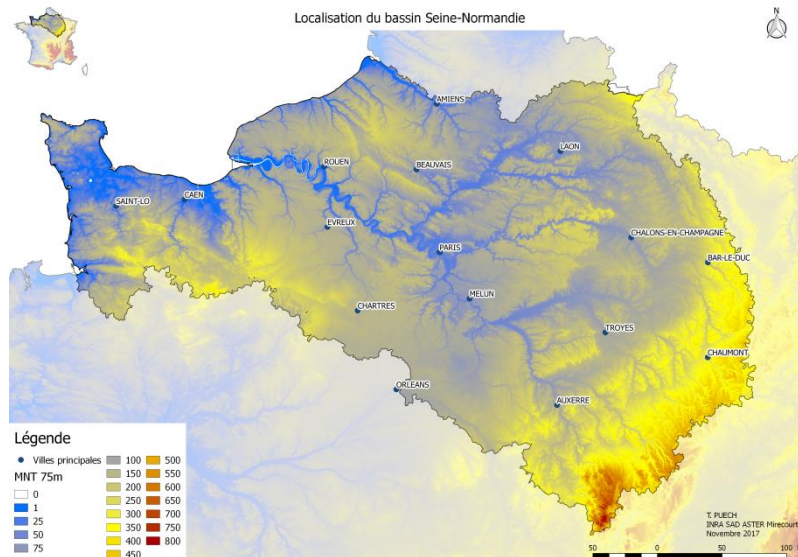 Localisation du bassin Seine-Normandie
N
AMIENS
LAON
ROUEN
BEAUVAIS
SAINT-LO
CAEN
EVREUX
CHALONS-EN-CHAMPAGNE
PARIS
BAR-LE-DUC
MELUN
CHARTRES
TROYES
CHAUMONT
ORLEANS
AUXERRE
Légende
Villes principales
MNT 75m
0
1
25
50
75
100
150
200
250
300
350
400
450
500
550
600
650
700
750
800
T. PUECH
INRA SAD ASTER Mirecourt
Novembre 2017
50 0 50 100